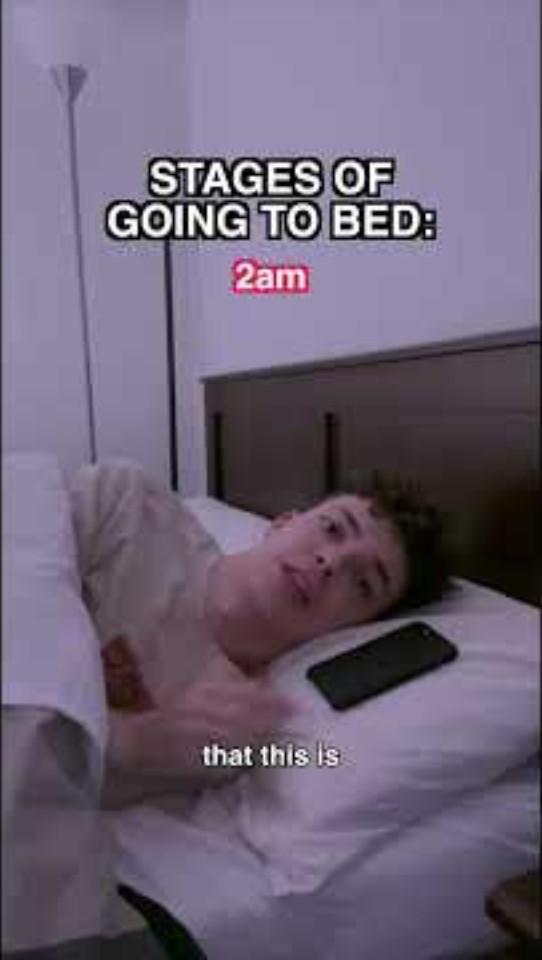 STAGES OF
GOING TO BED:
2am
that this is